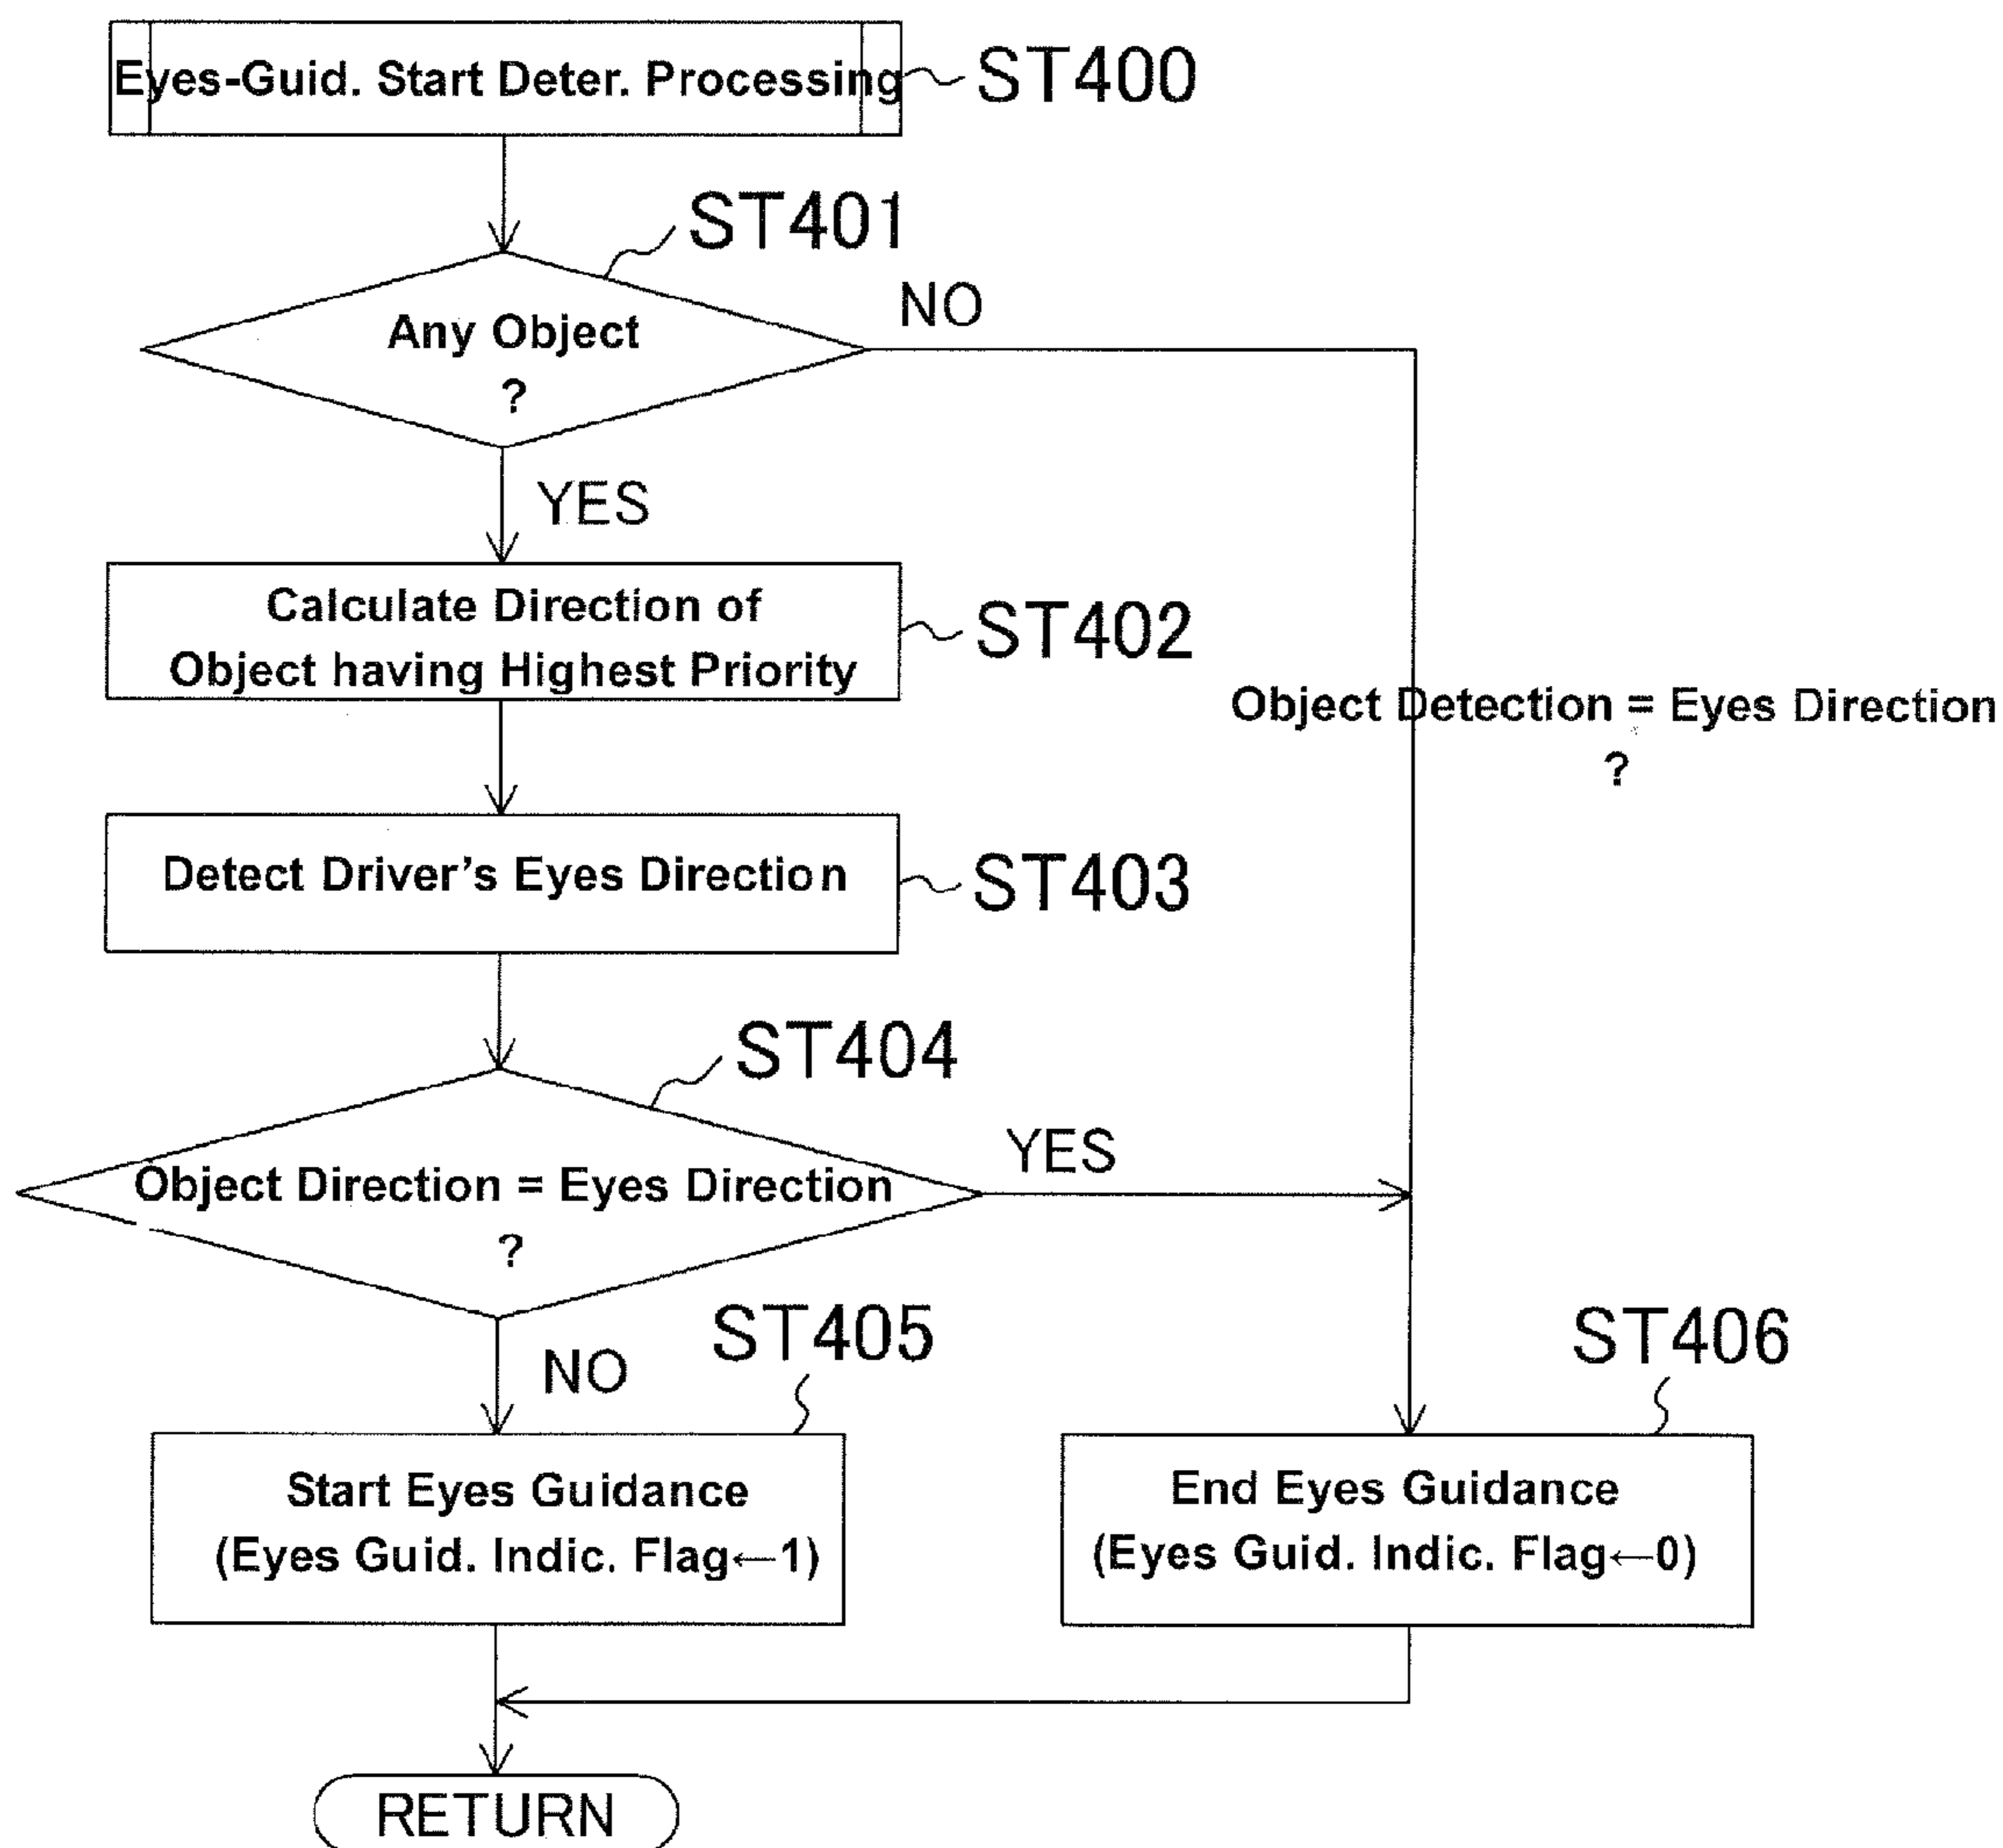 Eyes-Guid. Start Deter. Processing
ST400
ST401
Any Object
?
NO
YES
Calculate Direction of
Object having Highest Priority
ST402
Object Detection = Eyes Direction
?
Detect Driver's Eyes Direction
ST403
ST404
Object Direction = Eyes Direction
?
YES
NO
ST405
Start Eyes Guidance
(Eyes Guid. Indic. Flag←1)
ST406
End Eyes Guidance
(Eyes Guid. Indic. Flag←0)
RETURN